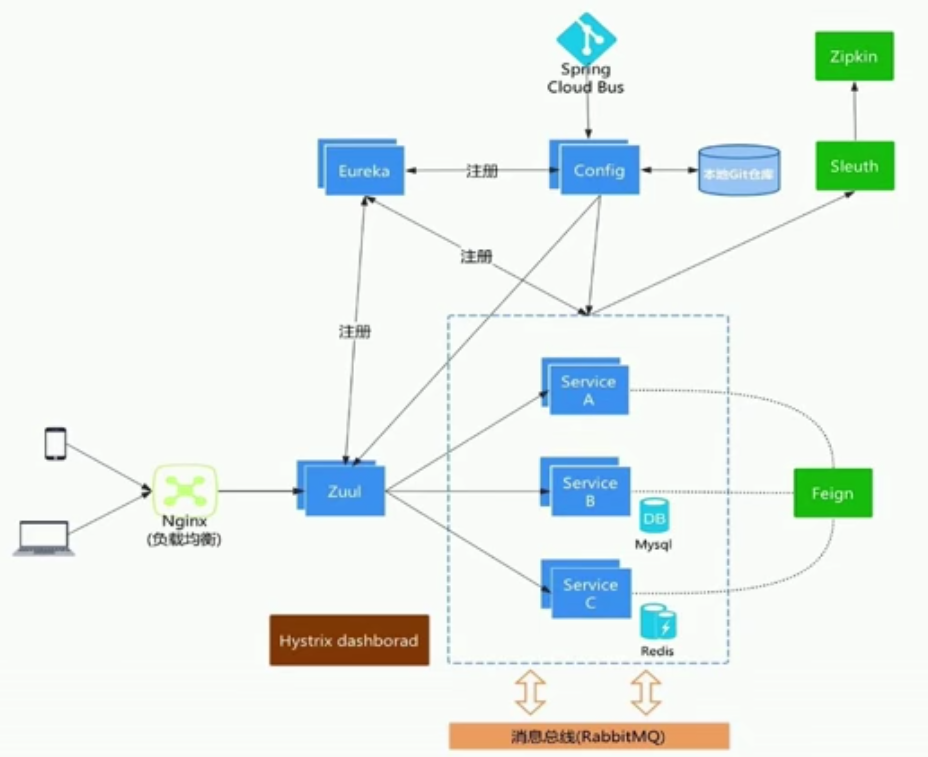 Spring
Cloud Bus
Zipkin
Eureka
注册
Config
本地Git仓库
Sleuth
注册
注册
Service
A
Zuul
Service
B
Feign
DB
Mysql
Nginx
(负载均衡)
Service
C
Hystrix dashborad
Redis
消息总线(RabbitMQ)